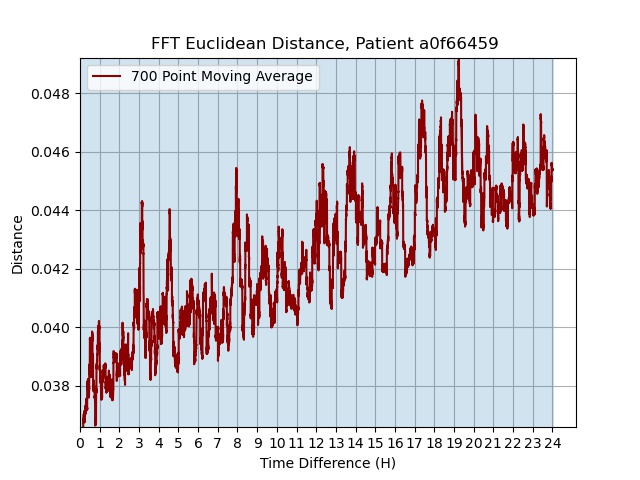 FFT Euclidean Distance, Patient a0f66459
700 Point Moving Average
0.048
0.046
0.044
0.042
0.040
0.038
Distance
0 1 2 3 4 5 6 7 8 9 10 11 12 13 14 15 16 17 18 19 20 21 22 23 24
Time Difference (H)